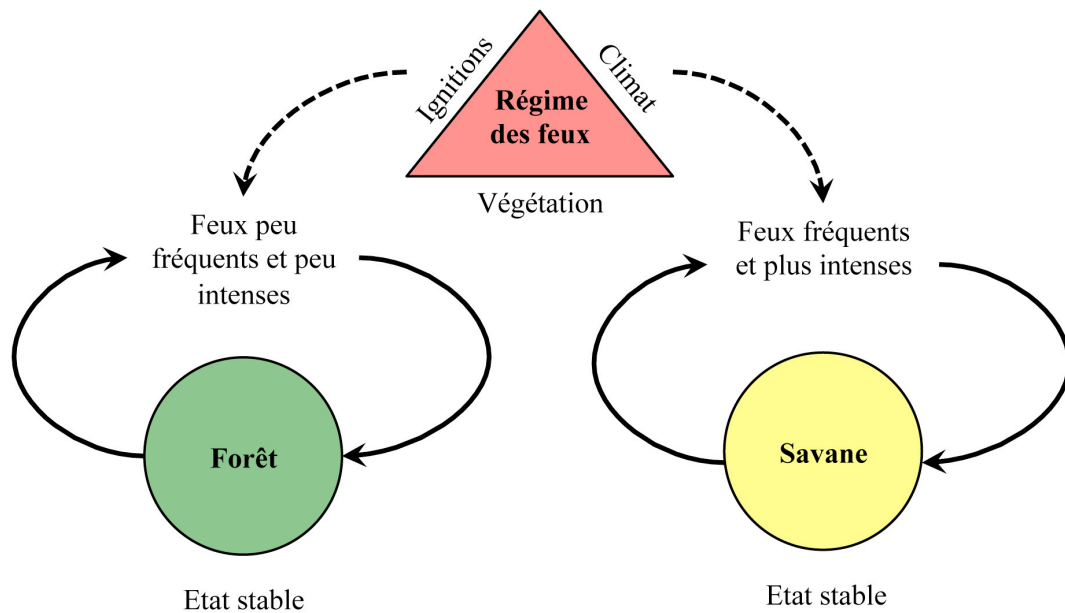 Ignitions
Climat
Régime
des feux
Végétation
Feux peu
fréquents et peu
intenses
Feux fréquents
et plus intenses
Forêt
Savane
Etat stable
Etat stable